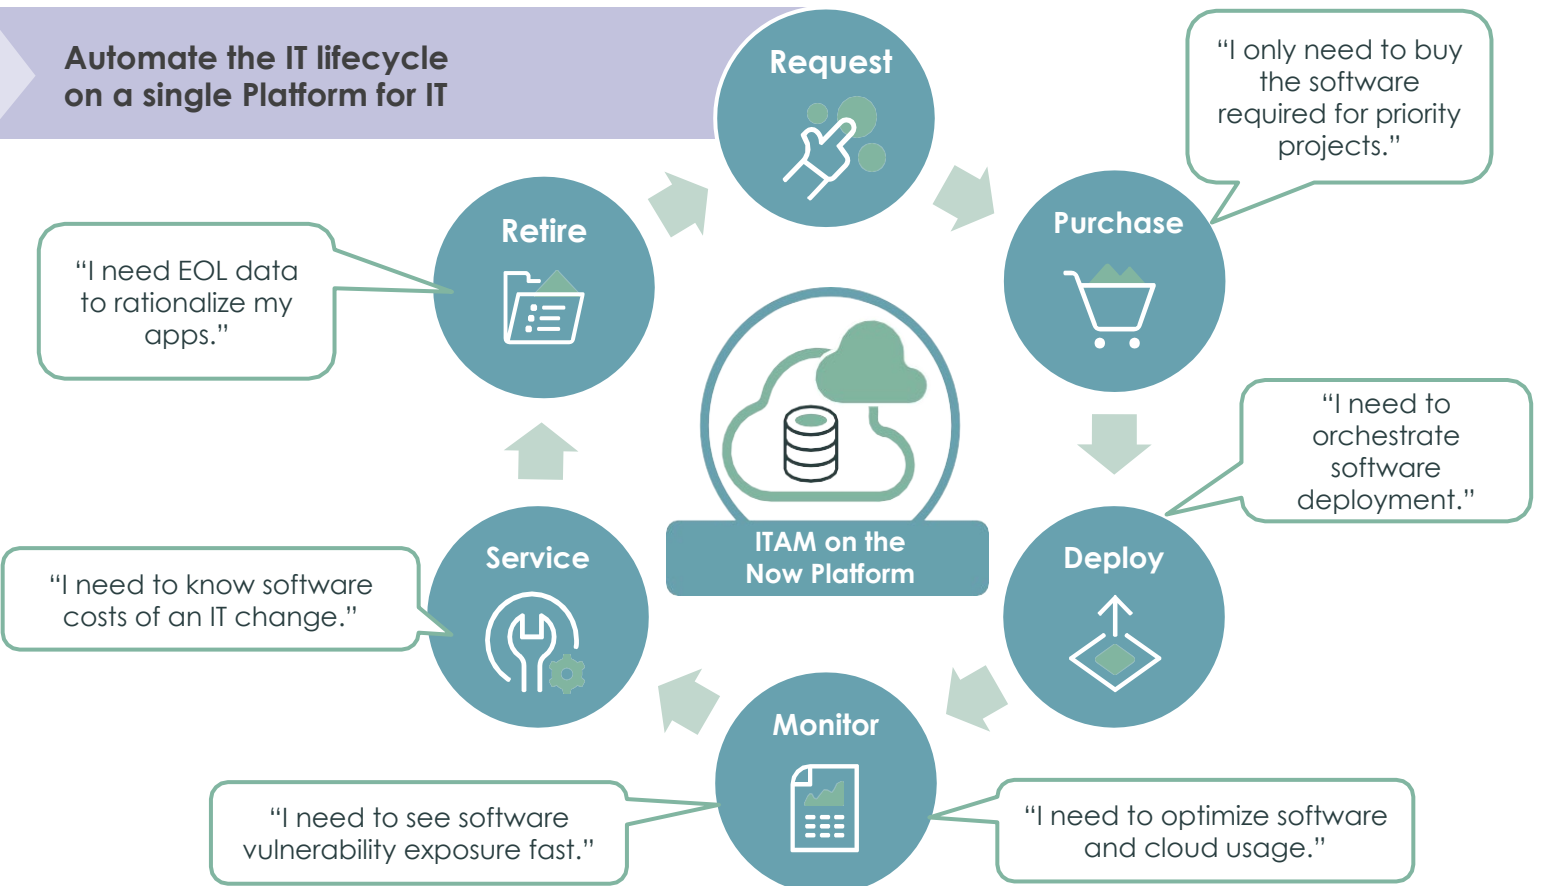 Automate the IT lifecycle
on a single Platform for IT
Request
“I only need to buy
the software
required for priority
projects.”
Purchase
Retire
“I need EOL data
to rationalize my
apps.”
“I need to
orchestrate
software
deployment.”
ITAM on the
Now Platform
Service
Deploy
“I need to know software
costs of an IT change.”
Monitor
“I need to see software
vulnerability exposure fast.”
“I need to optimize software
and cloud usage.”